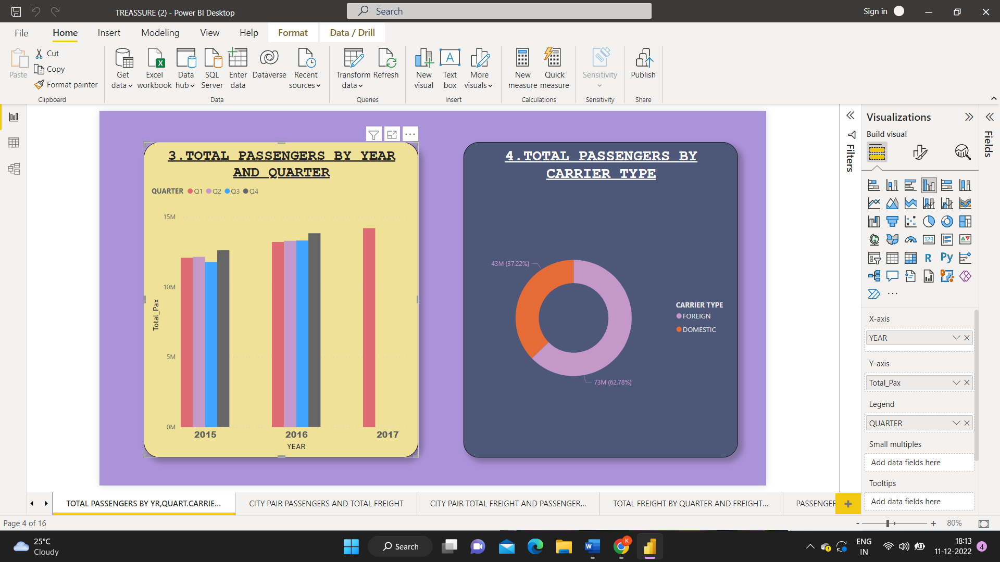 TREASSURE (2) - Power BI Desktop
Search
Sign in
File Home Insert Modeling View Help Format Data / Drill
Paste
Cut
Copy
Format painter
Clipboard
Get data
Excel workbook
Data hub
SQL Server
Enter data
Dataverse
Recent sources
Data
Transform data
Refresh
Queries
New visual
Text box
More visuals
Insert
New measure
Quick measure
Calculations
Sensitivity
Sensitivity
Publish
Share
3.TOTAL PASSENGERS BY YEAR
AND QUARTER
QUARTER Q1 Q2 Q3 Q4
15M
10M
5M
0M
Total_Pax
2015 2016 2017
YEAR
4.TOTAL PASSENGERS BY
CARRIER TYPE
43M (37.22%)
73M (62.78%)
CARRIER TYPE
FOREIGN
DOMESTIC
Filters
Visualizations
Build visual
123
R Py
X-axis
YEAR
Y-axis
Total_Pax
Legend
QUARTER
Small multiples
Add data fields here
Tooltips
Add data fields here
Fields
TOTAL PASSENGERS BY YR,QUART.CARRIE...
CITY PAIR PASSENGERS AND TOTAL FREIGHT
CITY PAIR TOTAL FREIGHT AND PASSENGER...
TOTAL FREIGHT BY QUARTER AND FREIGHT...
PASSENGER
Page 4 of 16
80%
25°C
Cloudy
Search
K
ENG
IN
18:13
11-12-2022
4